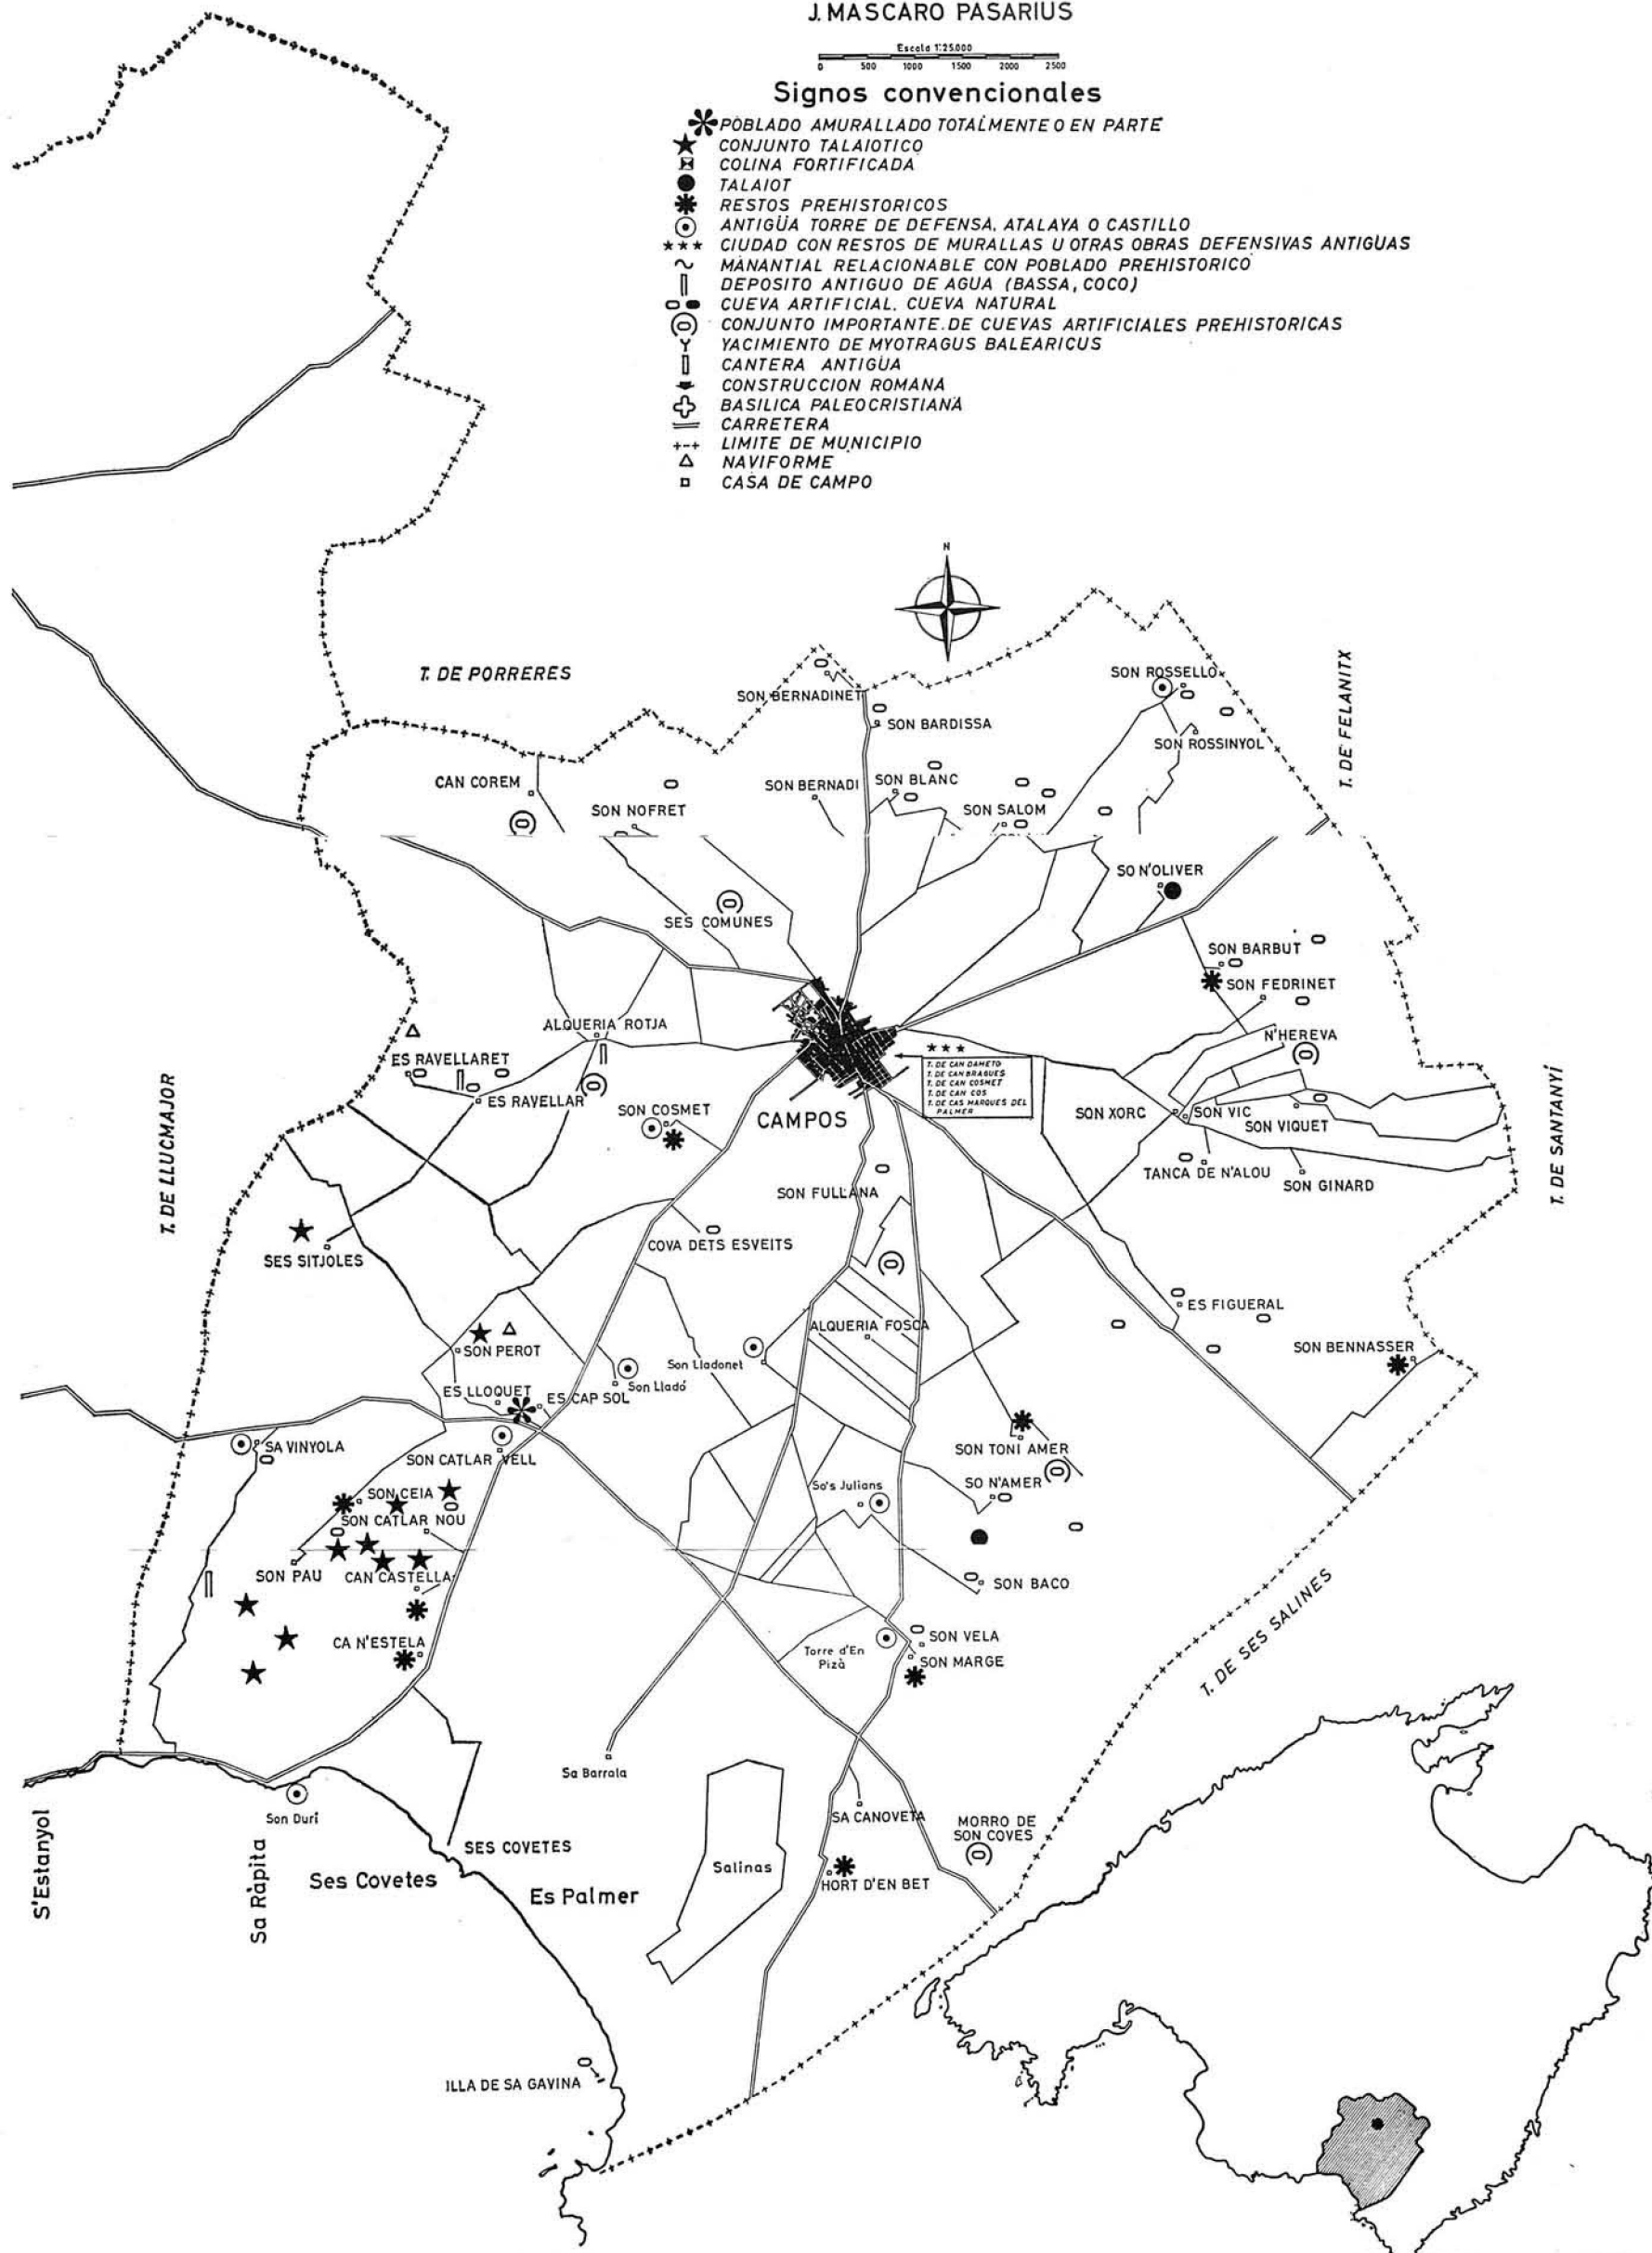 J. MASCARO PASARIUS
Escala 1:25.000
0 500 1000 1500 2000 2500
Signos convencionales
POBLADO AMURALLADO TOTALMENTE O EN PARTE
CONJUNTO TALAIOTICO
COLINA FORTIFICADA
TALAIOT
RESTOS PREHISTORICOS
ANTIGÜA TORRE DE DEFENSA, ATALAYA O CASTILLO
CIUDAD CON RESTOS DE MURALLAS U OTRAS OBRAS DEFENSIVAS ANTIGUAS
MANANTIAL RELACIONABLE CON POBLADO PREHISTORICO
DEPOSITO ANTIGUO DE AGUA (BASSA, COCO)
CUEVA ARTIFICIAL. CUEVA NATURAL
CONJUNTO IMPORTANTE DE CUEVAS ARTIFICIALES PREHISTORICAS
YACIMIENTO DE MYOTRAGUS BALEARICUS
CANTERA ANTIGUA
CONSTRUCCION ROMANA
BASILICA PALEOCRISTIANA
CARRETERA
LIMITE DE MUNICIPIO
NAVIFORME
CASA DE CAMPO
N
T. DE PORRERES
T. DE FELANITX
SON ROSSELLO
SON BERNADINET
SON BARDISSA
SON ROSSINYOL
CAN COREM
SON BERNADI
SON BLANC
SON NOFRET
SON SALOM
SO N'OLIVER
SES COMUNES
SON BARBUT
SON FEDRINET
ALQUERIA ROTJA
N'HEREVA
ES RAVELLARET
T. DE CAN DAMETO
T. DE CAN BRAGUES
T. DE CAN COSMET
T. DE CAN COS
T. DE CAS MARQUES DEL
PALMER
ES RAVELLAR
SON COSMET
CAMPOS
SON XORC
SON VIC
SON VIQUET
T. DE LLUCMAJOR
T. DE SANTANYÍ
TANCA DE N'ALOU
SON GINARD
SON FULLANA
COVA DETS ESVEITS
SES SITJOLES
ES FIGUERAL
ALQUERIA FOSCA
SON BENNASSER
SON PEROT
Son Lladonet
Son Lladó
ES LLOQUET
ES CAP SOL
SA VINYOLA
SON CATLAR VELL
SON TONI AMER
SON CEIA
So's Julians
SO N'AMER
SON CATLAR NOU
SON PAU
CAN CASTELLA
SON BACO
T. DE SES SALINES
CA N'ESTELA
Torre d'En
Pizà
SON VELA
SON MARGE
Sa Barrala
Son Durí
SA CANOVETA
MORRO DE
SON COVES
S'Estanyol
Sa Ràpita
SES COVETES
Ses Covetes
Es Palmer
Salinas
HORT D'EN BET
ILLA DE SA GAVINA